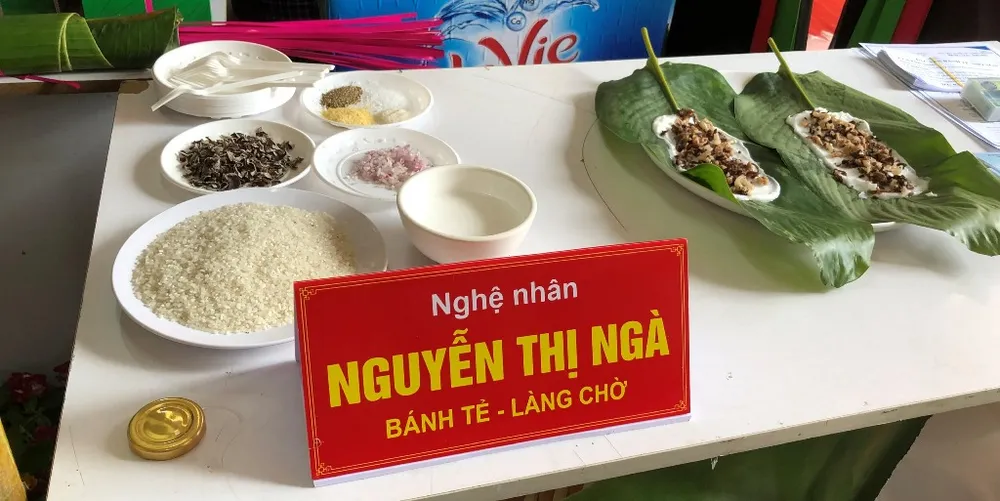 Vie
Nghệ nhân
NGUYỄN THỊ NGÀ
BÁNH TẺ - LÀNG CHỜ